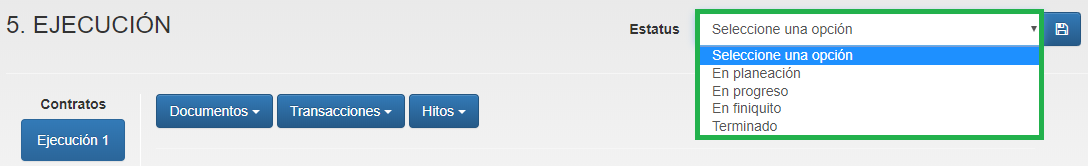 5. EJECUCIÓN
Estatus
Seleccione una opción
Seleccione una opción
En planeación
En progreso
En finiquito
Terminado
Contratos
Ejecución 1
Documentos
Transacciones
Hitos